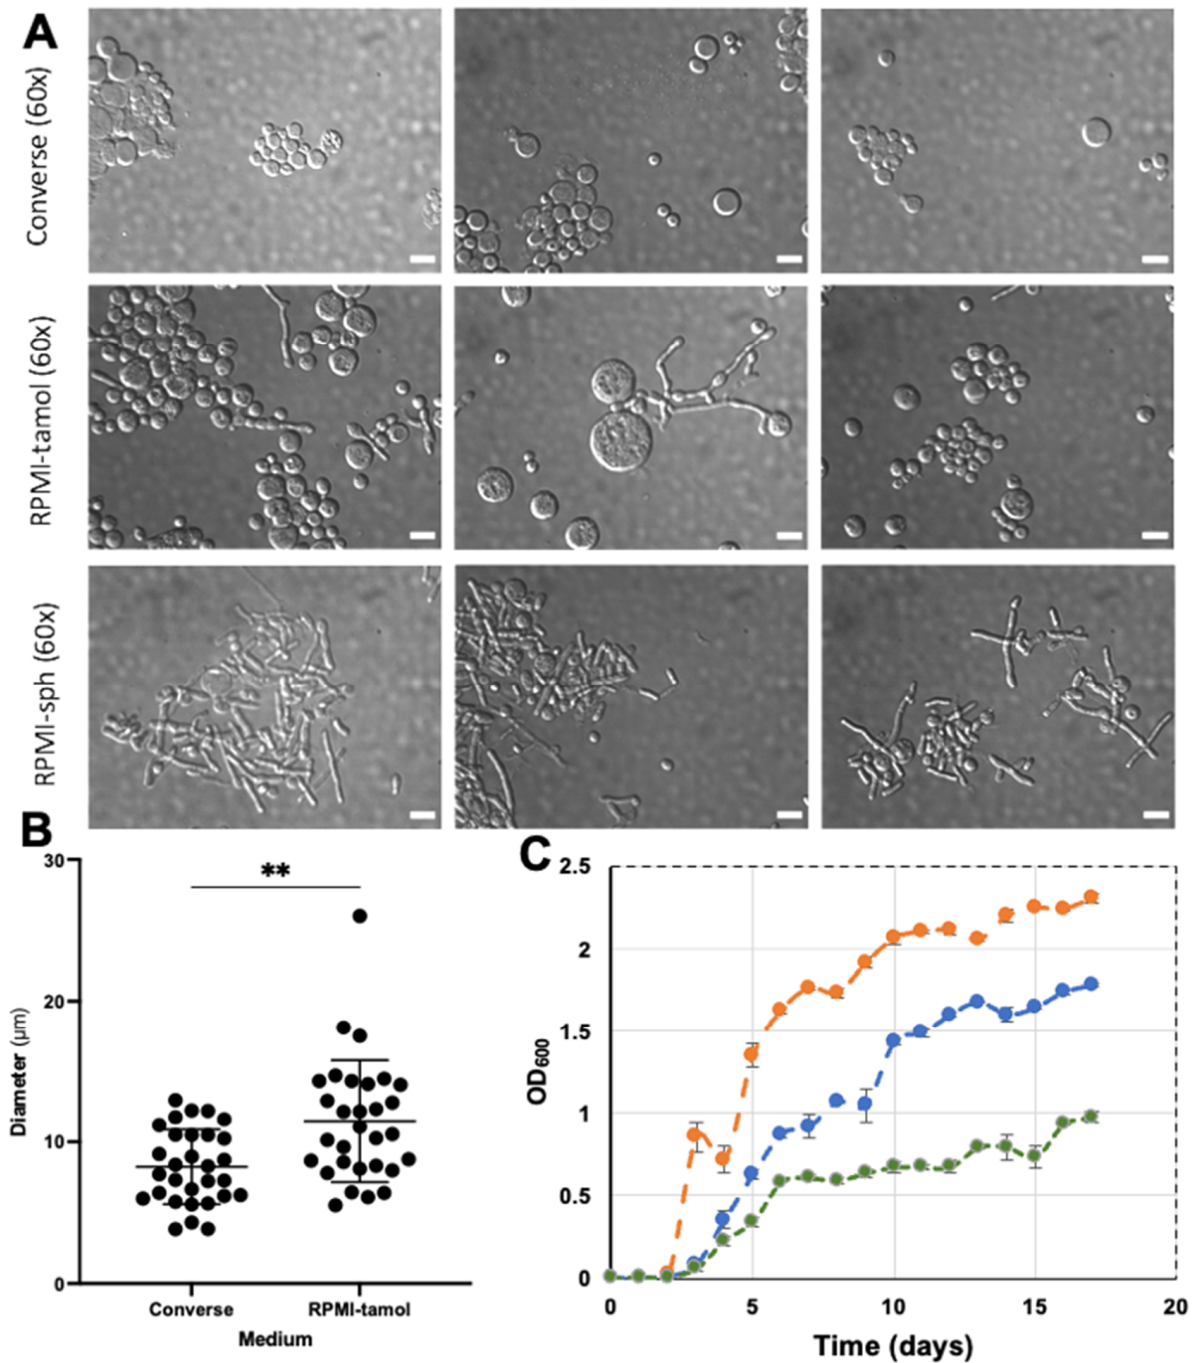 A
Converse (60x)
RPMI-tamol (60x)
RPMI-sph (60x)
B
30
20
10
0
**
Diameter (µm)
Converse
RPMI-tamol
Medium
C
2.5
2
1.5
1
0.5
0
OD600
0
5
10
15
20
Time (days)